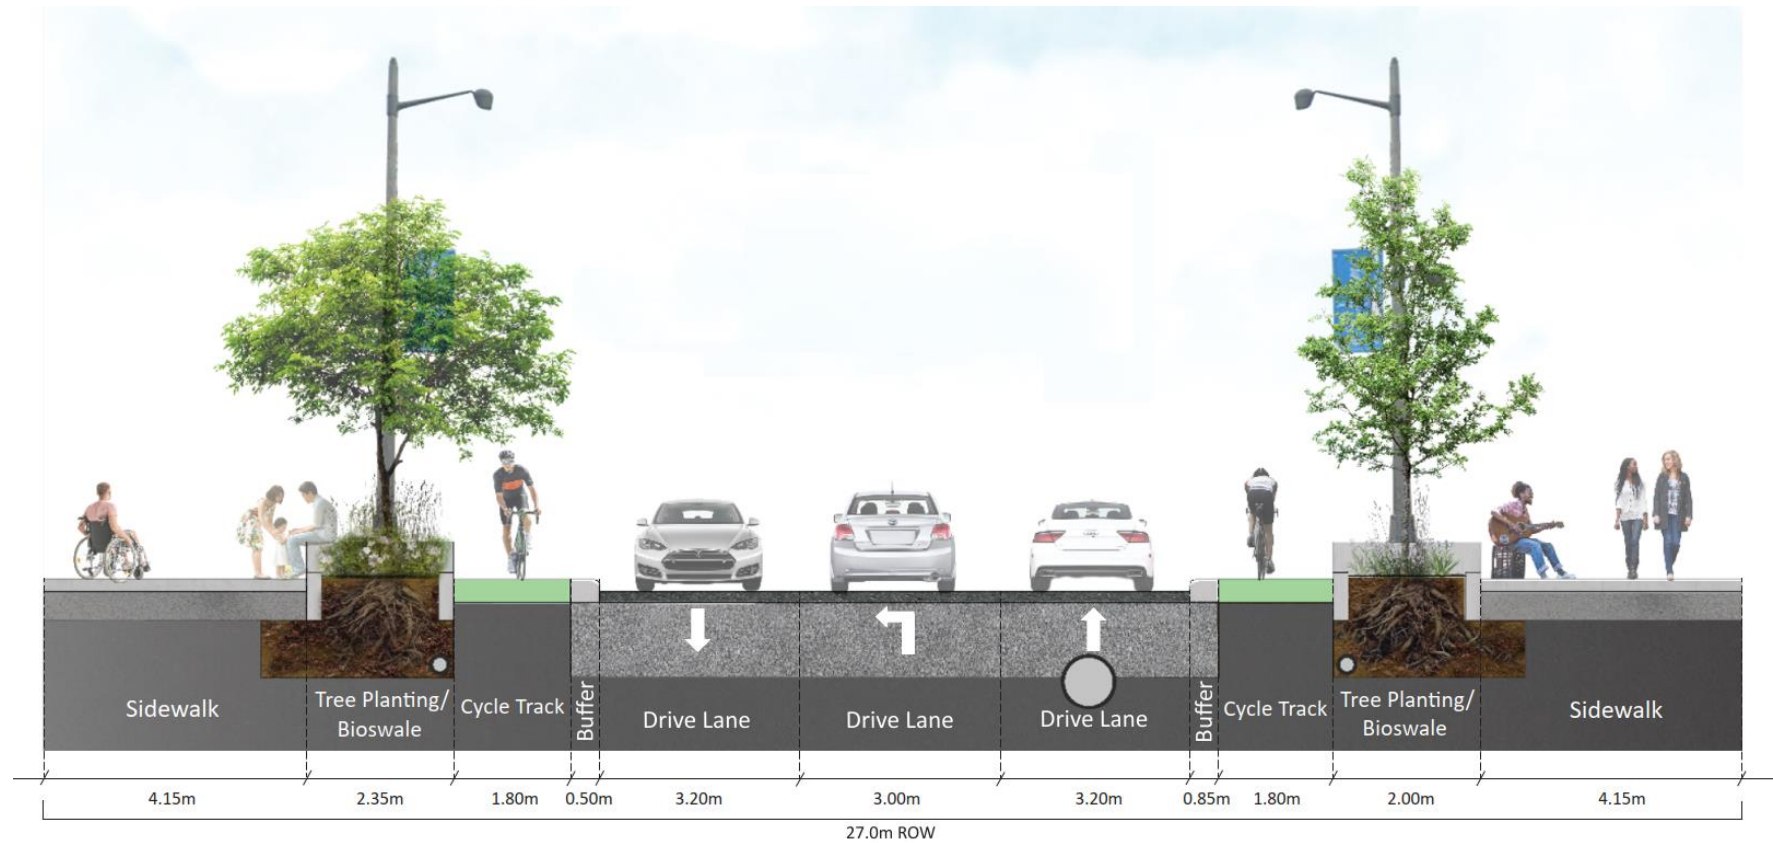 Sidewalk
Tree Planting/
Bioswale
Cycle Track
Buffer
Drive Lane
Drive Lane
Drive Lane
Buffer
Cycle Track
Tree Planting/
Bioswale
Sidewalk
4.15m
2.35m
1.80m
0.50m
3.20m
3.00m
3.20m
0.85m
1.80m
2.00m
4.15m
27.0m ROW